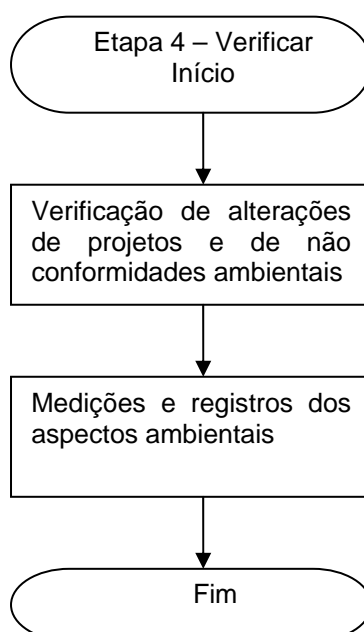 Etapa 4 – Verificar
Início
Verificação de alterações
de projetos e de não
conformidades ambientais
Medições e registros dos
aspectos ambientais
Fim